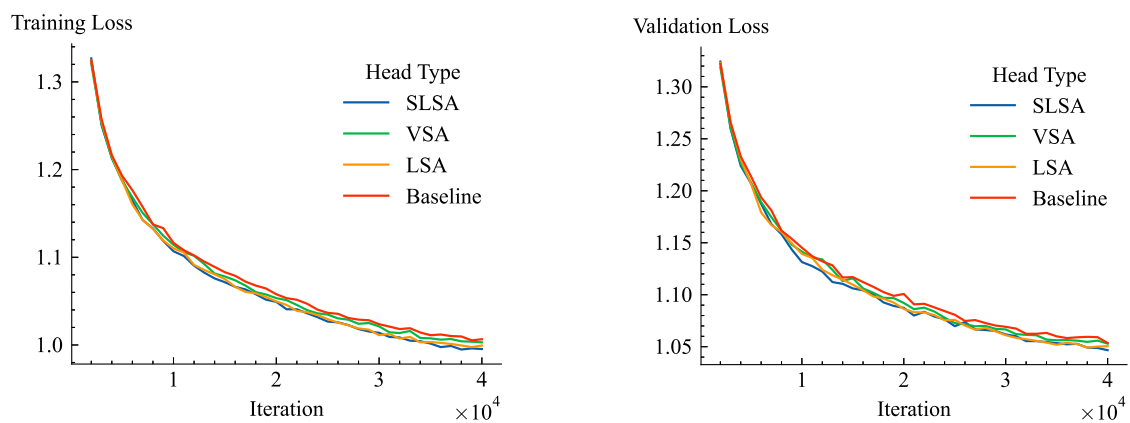 Training Loss
1.3
1.2
1.1
1.0
Head Type
SLSA
VSA
LSA
Baseline
1 2 3 4
Iteration
×10^4
Validation Loss
1.30
1.25
1.20
1.15
1.10
1.05
Head Type
SLSA
VSA
LSA
Baseline
1 2 3 4
Iteration
×10^4